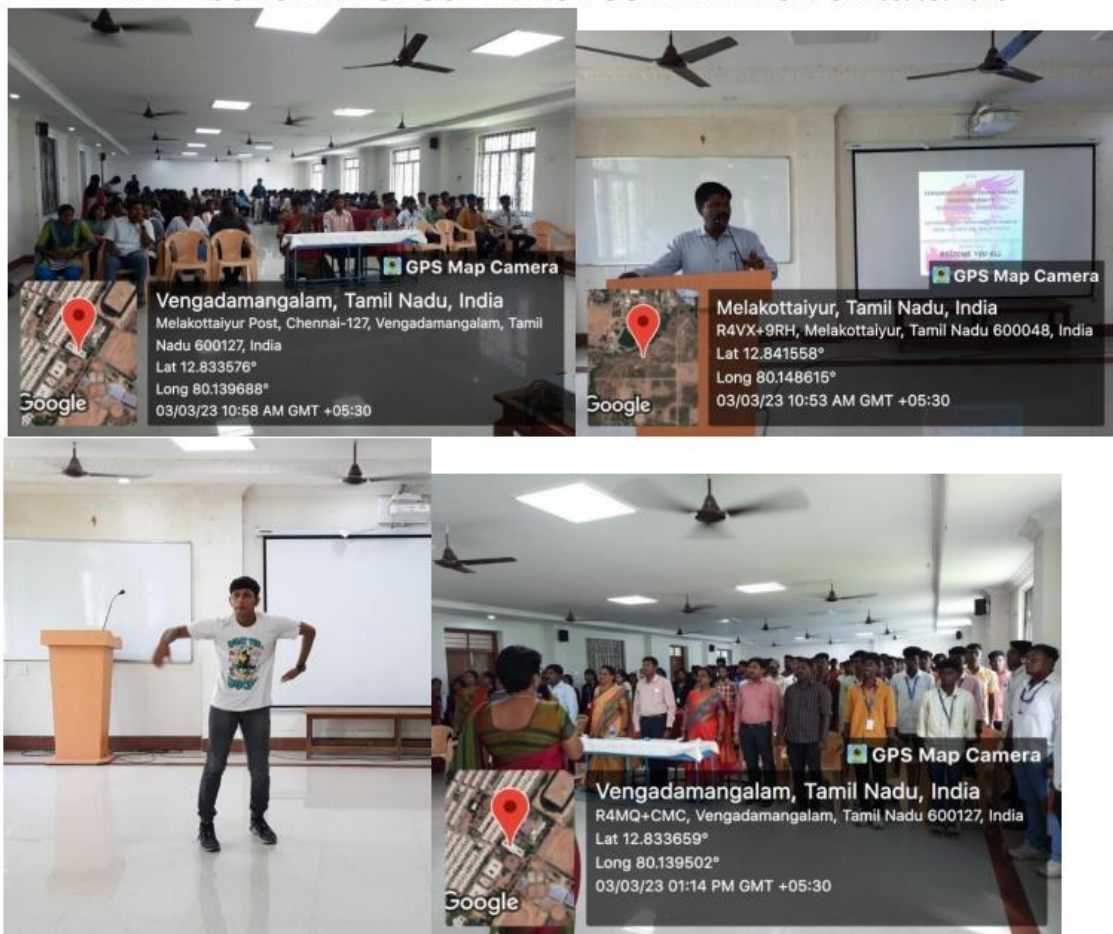 GPS Map Camera
Vengadamangalam, Tamil Nadu, India
Melakottaiyur Post, Chennai-127, Vengadamangalam, Tamil
Nadu 600127, India
Lat 12.833576°
Long 80.139688°
03/03/23 10:58 AM GMT +05:30
Google
WELCOME YOU ALL
GPS Map Camera
Melakottaiyur, Tamil Nadu, India
R4VX+9RH, Melakottaiyur, Tamil Nadu 600048, India
Lat 12.841558°
Long 80.148615°
03/03/23 10:53 AM GMT +05:30
Google
GPS Map Camera
Vengadamangalam, Tamil Nadu, India
R4MQ+CMC, Vengadamangalam, Tamil Nadu 600127, India
Lat 12.833659°
Long 80.139502°
03/03/23 01:14 PM GMT +05:30
Google